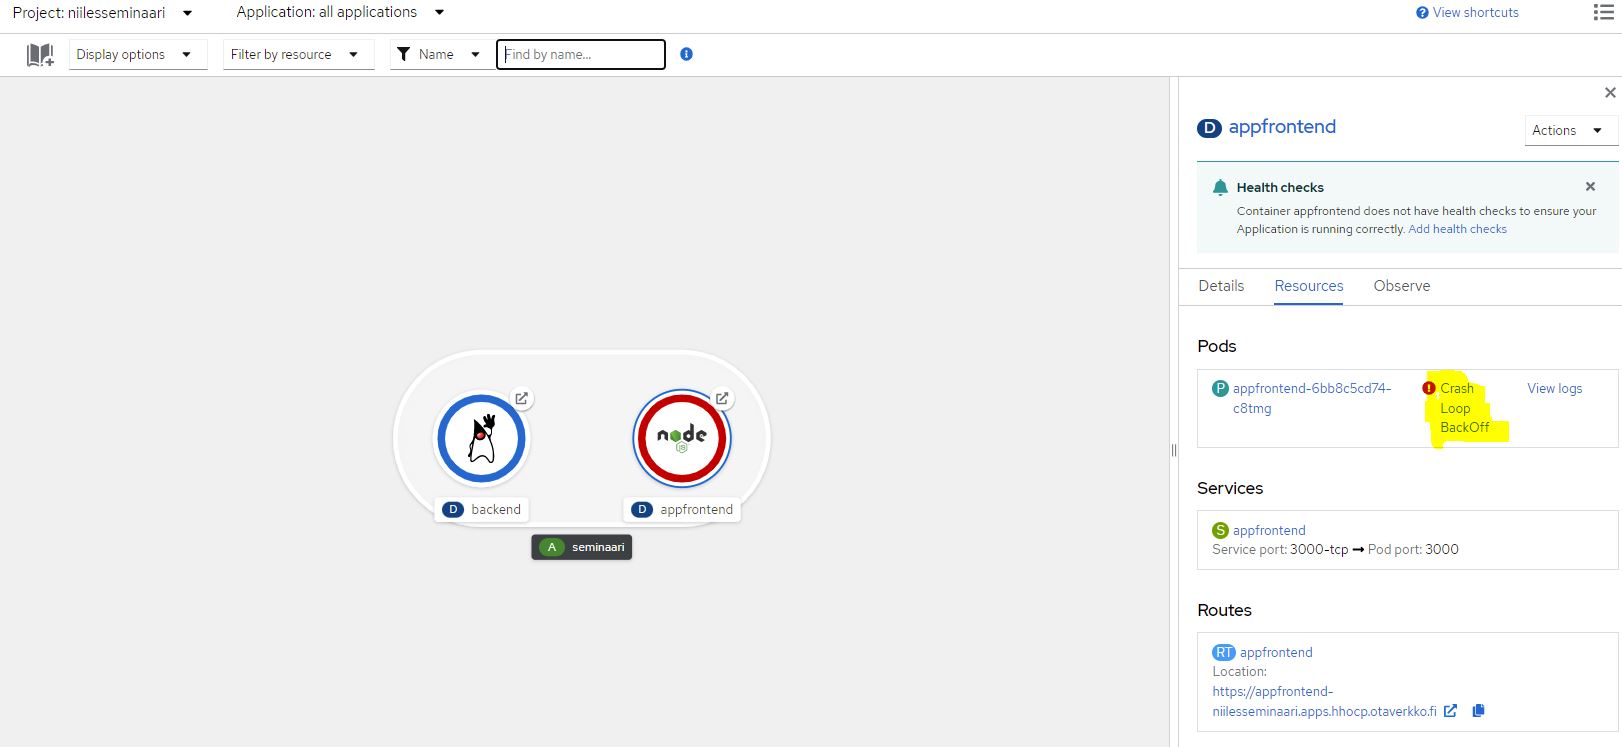 Project: niilesseminaari
Application: all applications
View shortcuts
Display options
Filter by resource
Name
Find by name...
node
JS
D backend
D appfrontend
A seminaari
D appfrontend
Actions
Health checks
Container appfrontend does not have health checks to ensure your
Application is running correctly. Add health checks
Details
Resources
Observe
Pods
P appfrontend-6bb8c5cd74-
c8tmg
Crash
Loop
BackOff
View logs
Services
S appfrontend
Service port: 3000-tcp → Pod port: 3000
Routes
RT appfrontend
Location:
https://appfrontend-
niilesseminaari.apps.hhocp.otaverkko.fi